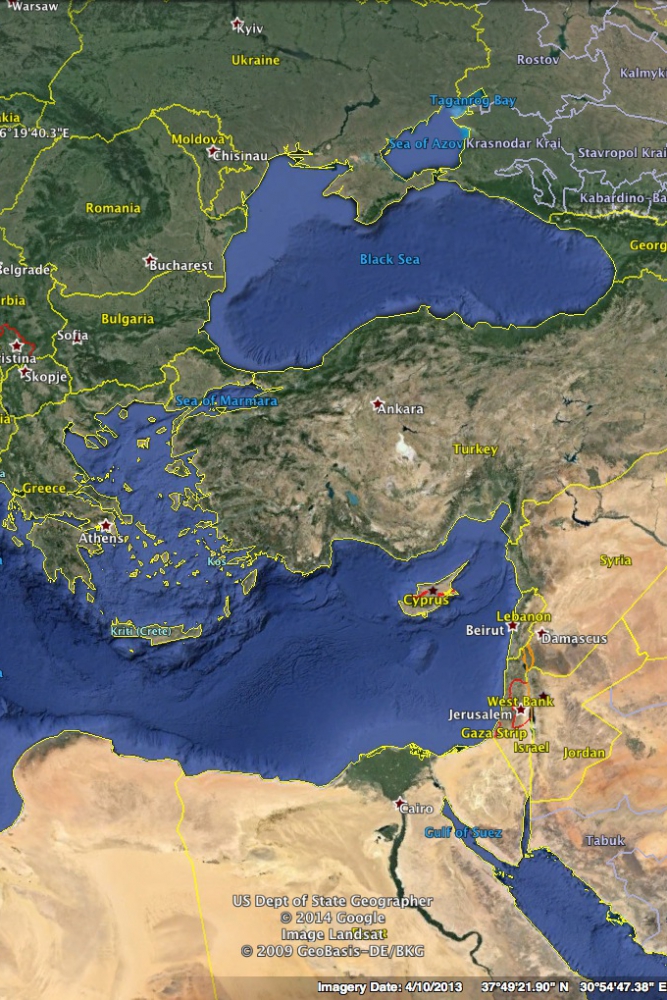 Warsaw
Kyiv
Ukraine
Rostov
Kalmyk
Taganrog Bay
kia
6°19'40.3"E
Moldova
Chisinau
Sea of Azov
Krasnodar Krai
Stavropol Krai
Kabardino-Ba
Romania
Georg
Black Sea
Belgrade
Bucharest
rbia
Bulgaria
Sofia
ristina
Skopje
Sea of Marmara
Ankara
ia
Turkey
a
Greece
Athens
Kos
Syria
Cyprus
Lebanon
Beirut
Damascus
Kriti (Crete)
West Bank
Jerusalem
Gaza Strip
Israel
Jordan
Cairo
Gulf of Suez
Tabuk
US Dept of State Geographer
© 2014 Google
Image Landsat
© 2009 GeoBasis-DE/BKG
Imagery Date: 4/10/2013 37°49'21.90" N 30°54'47.38" E